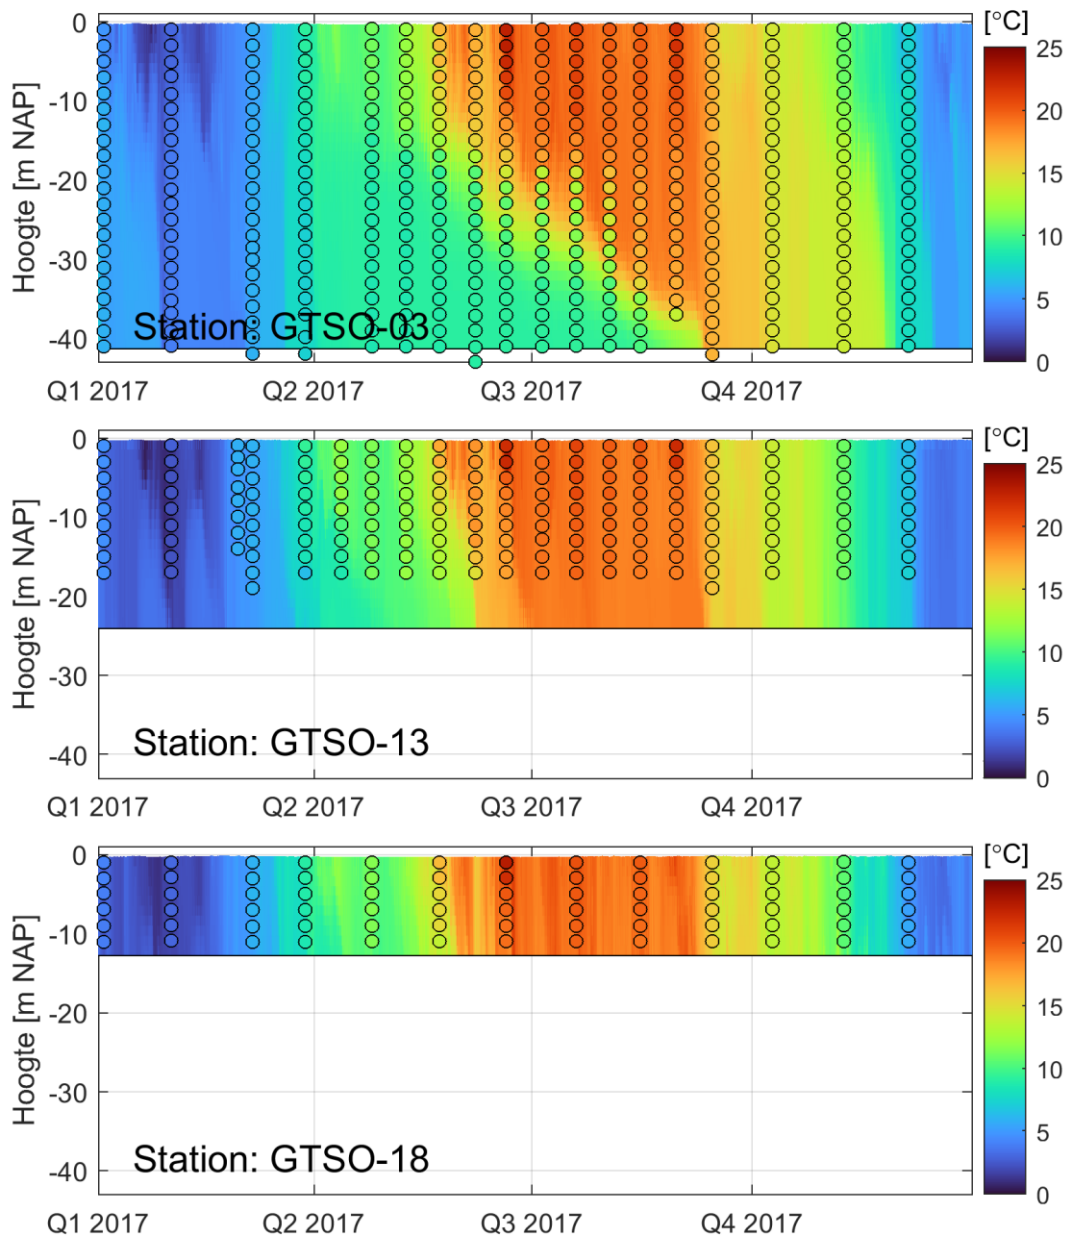 [°C]
0
-10
-20
-30
-40
Hoogte [m NAP]
Station: GTSO-03
25
20
15
10
5
0
Q1 2017
Q2 2017
Q3 2017
Q4 2017
[°C]
0
-10
-20
-30
-40
Hoogte [m NAP]
Station: GTSO-13
25
20
15
10
5
0
Q1 2017
Q2 2017
Q3 2017
Q4 2017
[°C]
0
-10
-20
-30
-40
Hoogte [m NAP]
Station: GTSO-18
25
20
15
10
5
0
Q1 2017
Q2 2017
Q3 2017
Q4 2017